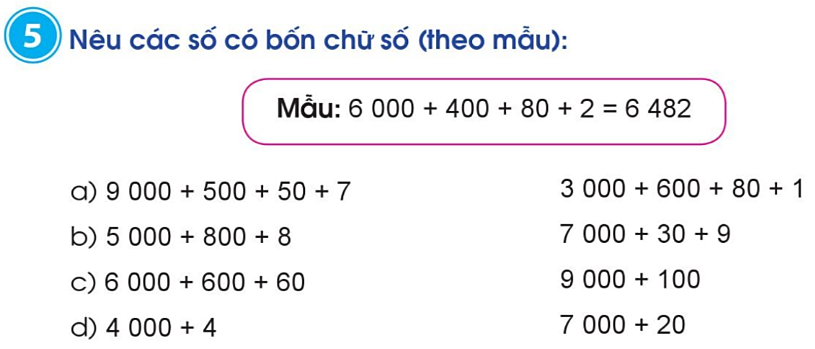 5 Nêu các số có bốn chữ số (theo mẫu):
Mẫu: 6 000 + 400 + 80 + 2 = 6 482
a) 9 000 + 500 + 50 + 7 3 000 + 600 + 80 + 1
b) 5 000 + 800 + 8 7 000 + 30 + 9
c) 6 000 + 600 + 60 9 000 + 100
d) 4 000 + 4 7 000 + 20